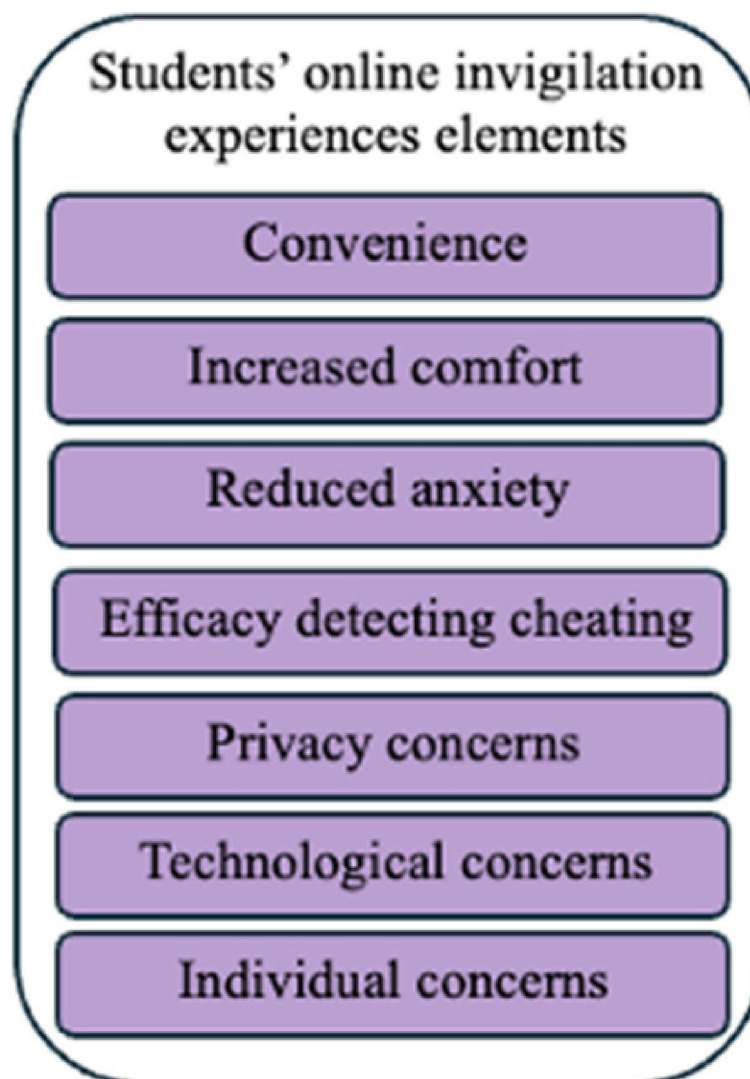 Students’ online invigilation
experiences elements
Convenience
Increased comfort
Reduced anxiety
Efficacy detecting cheating
Privacy concerns
Technological concerns
Individual concerns